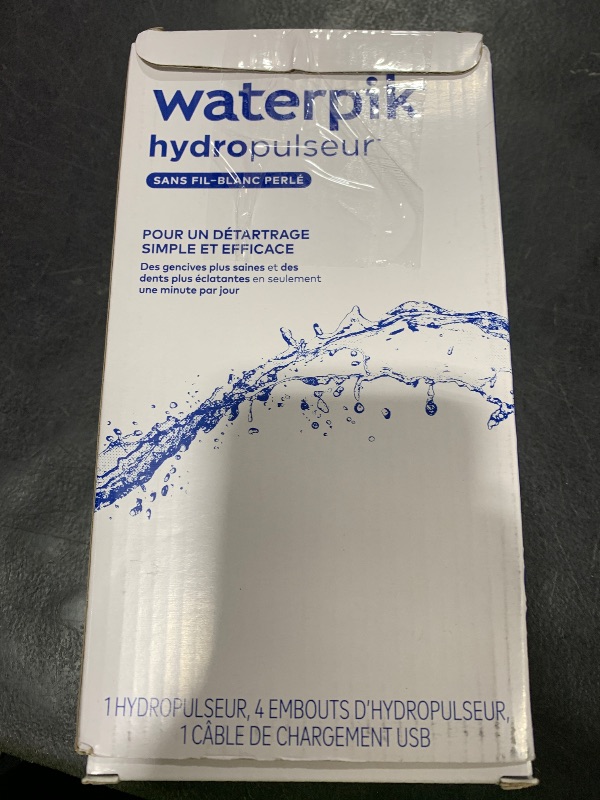 waterpik
hydropulseur
SANS FIL–BLANC PERLÉ
POUR UN DÉTARTRAGE
SIMPLE ET EFFICACE
Des gencives plus saines et des
dents plus éclatantes en seulement
une minute par jour
1 HYDROPULSEUR, 4 EMBOUTS D'HYDROPULSEUR,
1 CÂBLE DE CHARGEMENT USB